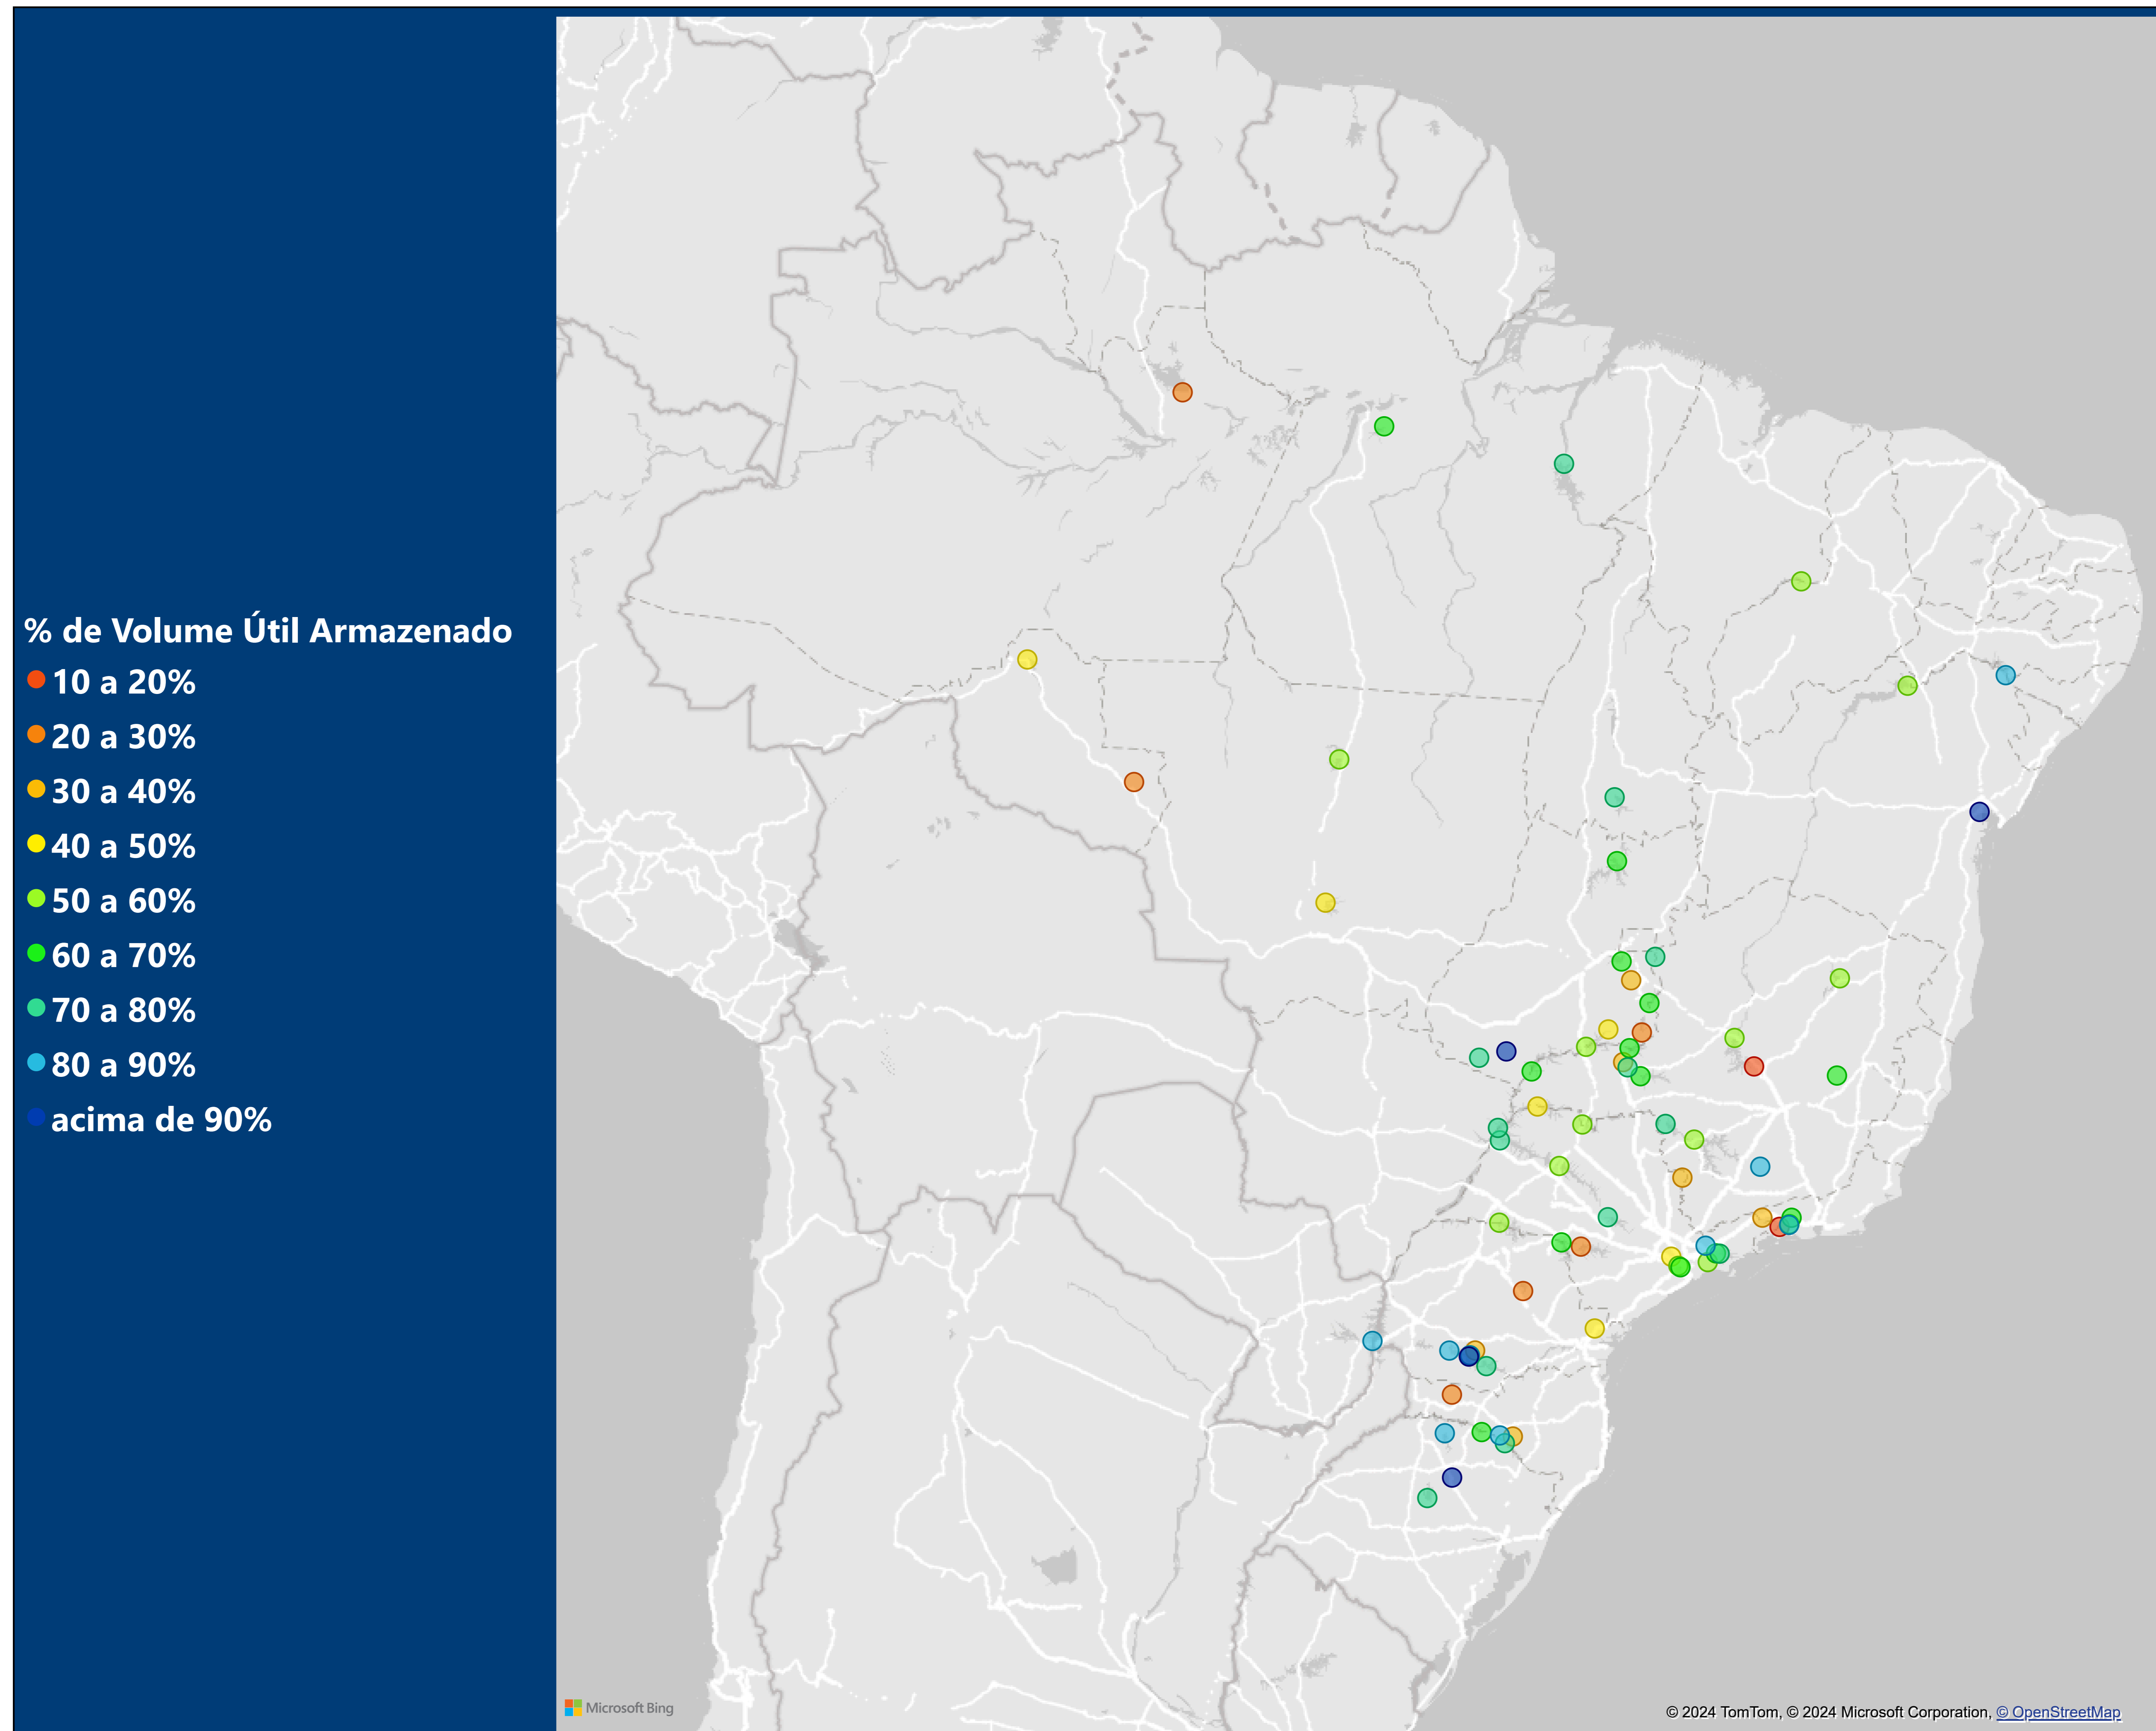 % de Volume Útil Armazenado
10 a 20%
20 a 30%
30 a 40%
40 a 50%
50 a 60%
60 a 70%
70 a 80%
80 a 90%
acima de 90%
Microsoft Bing
© 2024 TomTom, © 2024 Microsoft Corporation, © OpenStreetMap